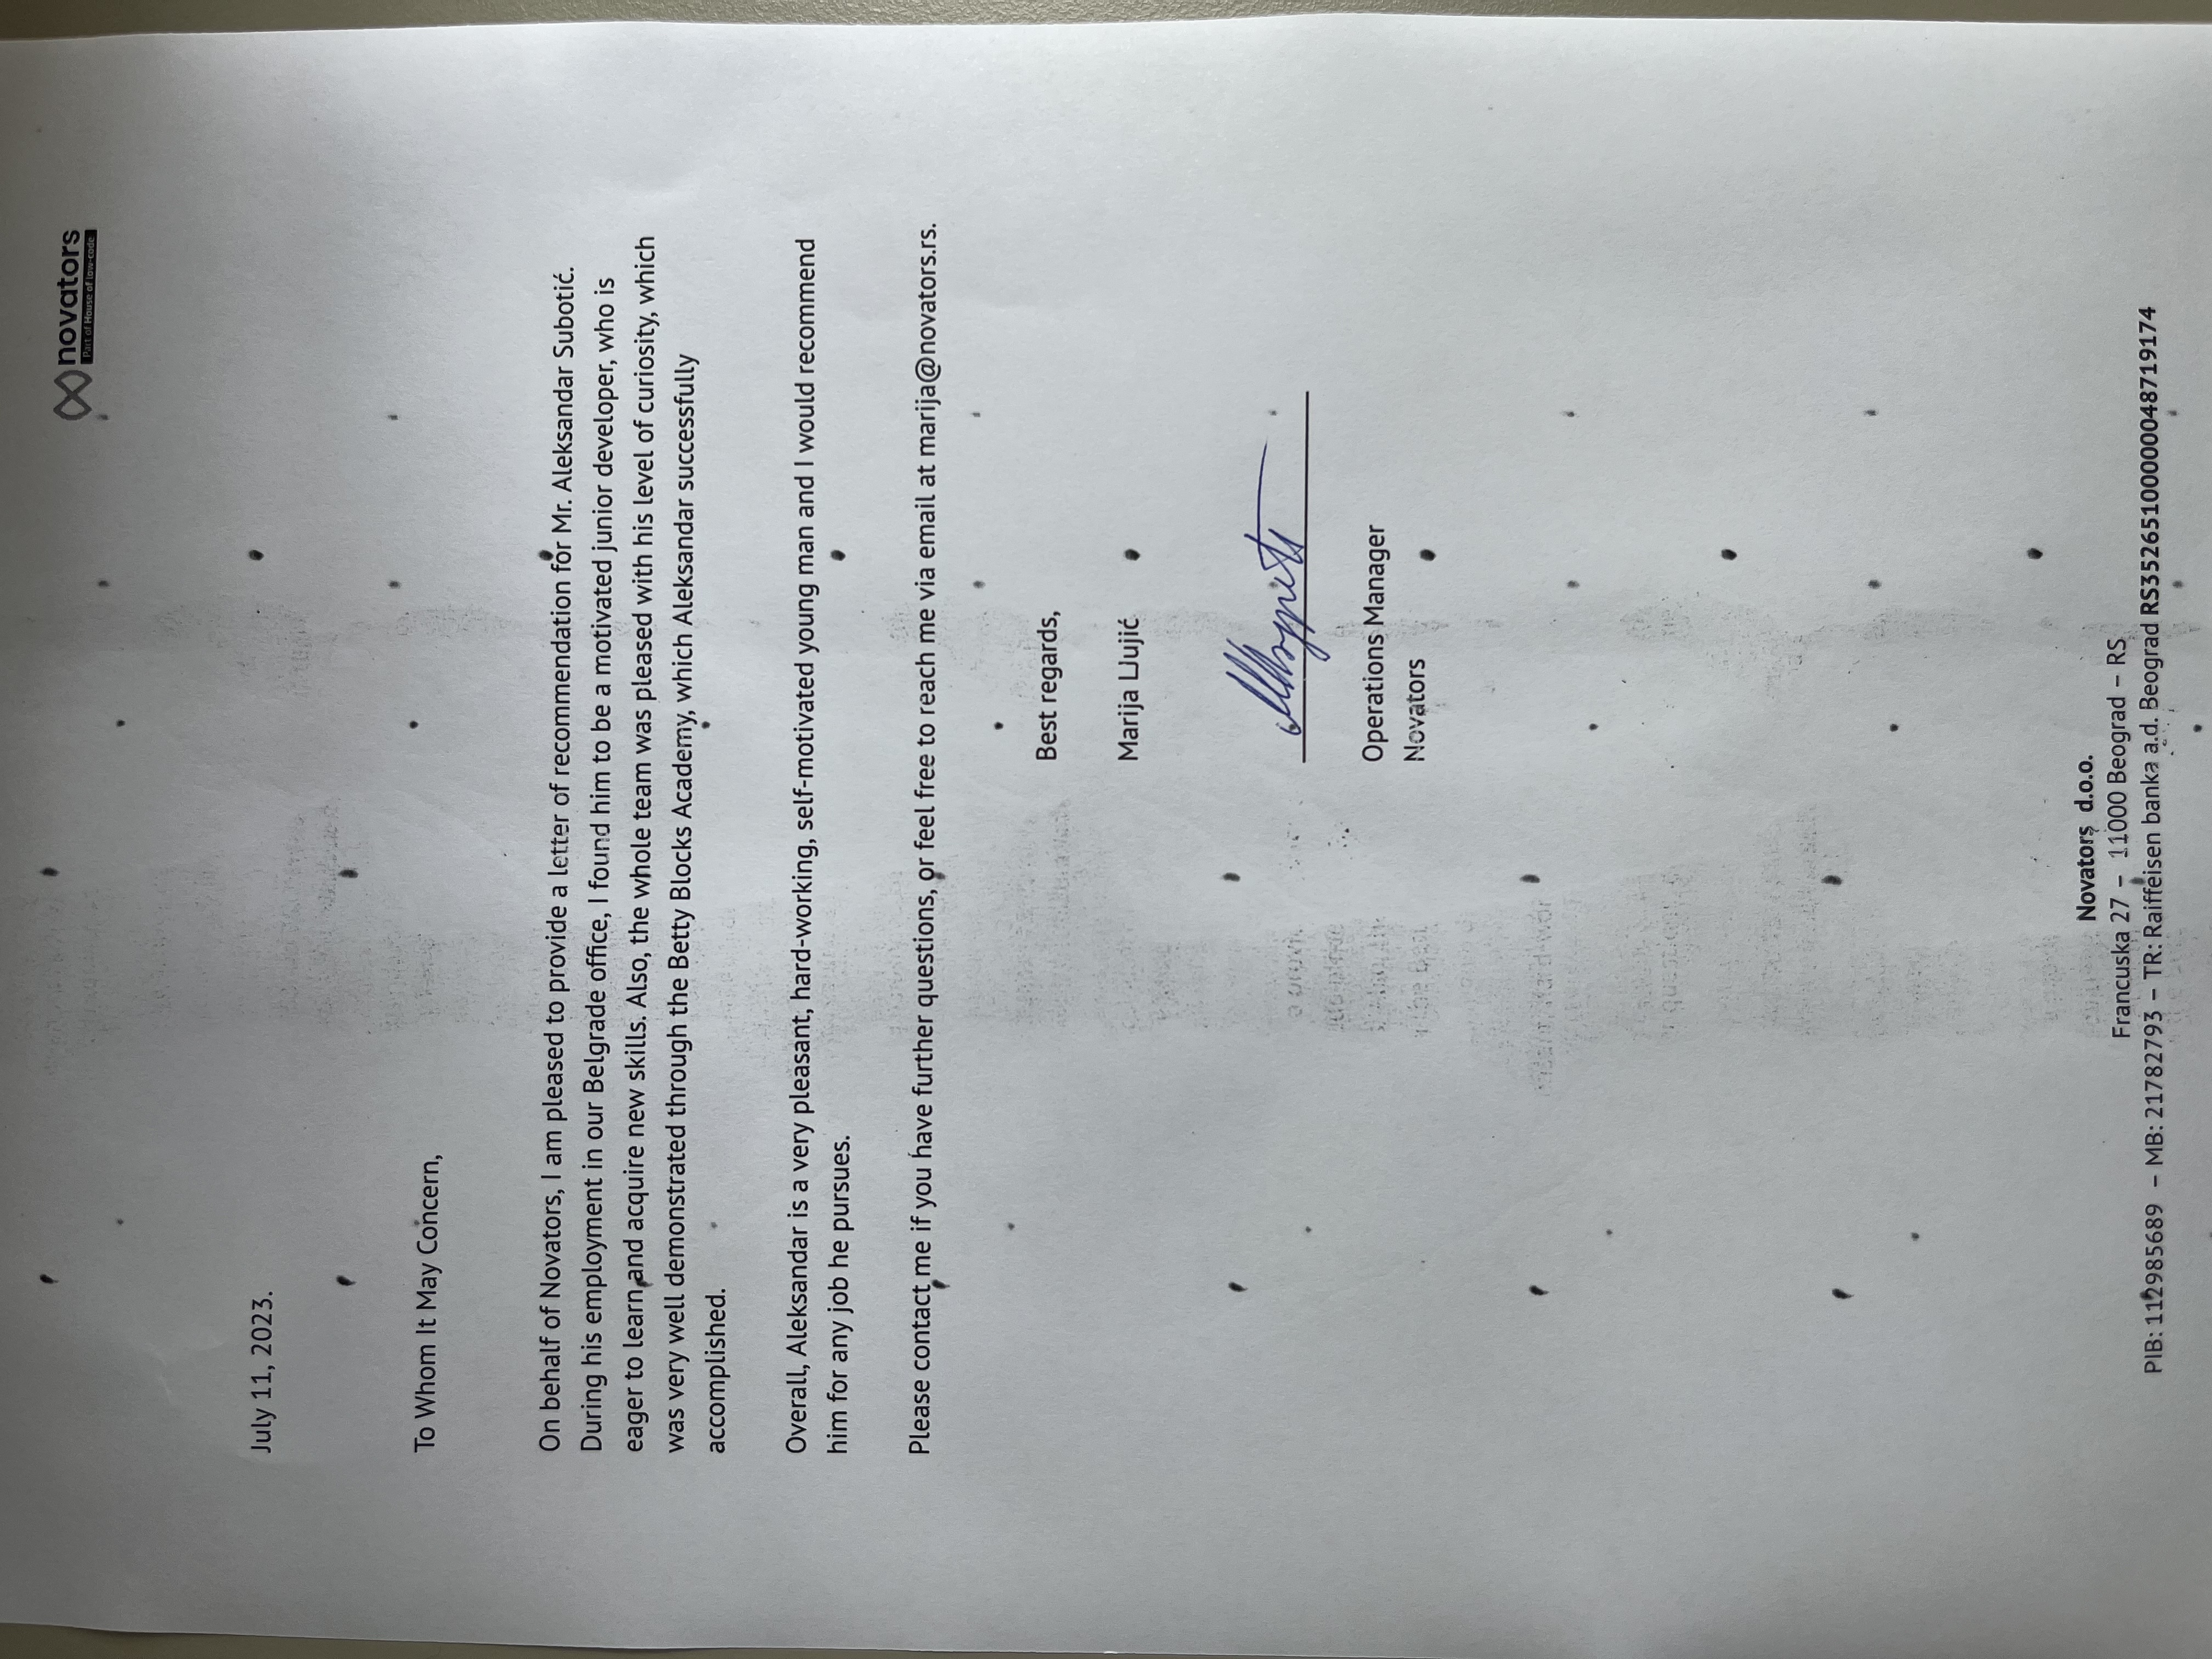 novators
Part of House of low-code
July 11, 2023.
To Whom It May Concern,
On behalf of Novators, I am pleased to provide a letter of recommendation for Mr. Aleksandar Subotić.
During his employment in our Belgrade office, I found him to be a motivated junior developer, who is
eager to learn and acquire new skills. Also, the whole team was pleased with his level of curiosity, which
was very well demonstrated through the Betty Blocks Academy, which Aleksandar successfully
accomplished.
Overall, Aleksandar is a very pleasant, hard-working, self-motivated young man and I would recommend
him for any job he pursues.
Please contact me if you have further questions, or feel free to reach me via email at marija@novators.rs.
Best regards,
Marija LJujić
Operations Manager
Novators
Novators d.o.o.
Francuska 27 – 11000 Beograd – RS
PIB: 112985689 – MB: 21782793 – TR: Raiffeisen banka a.d. Beograd RS35265100000048719174